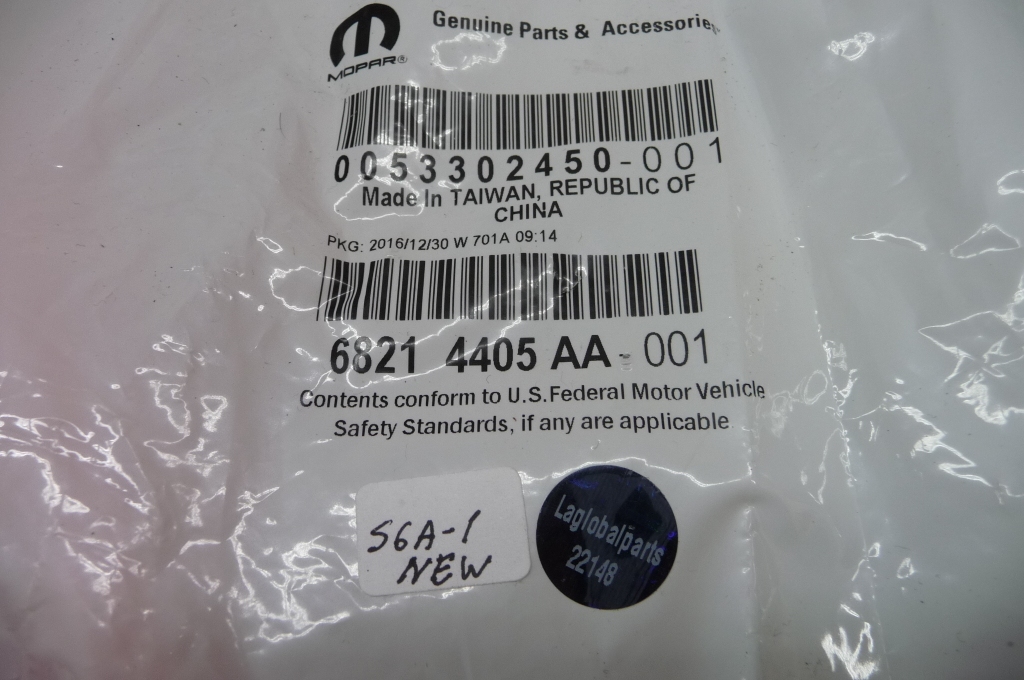 Genuine Parts & Accessories
MOPAR®
0053302450-001
Made In TAIWAN, REPUBLIC OF
CHINA
PKG: 2016/12/30 W 701A 09:14
6821 4405 AA - 001
Contents conform to U.S. Federal Motor Vehicle
Safety Standards, if any are applicable
S6A-1
NEW
Laglobalparts
22148